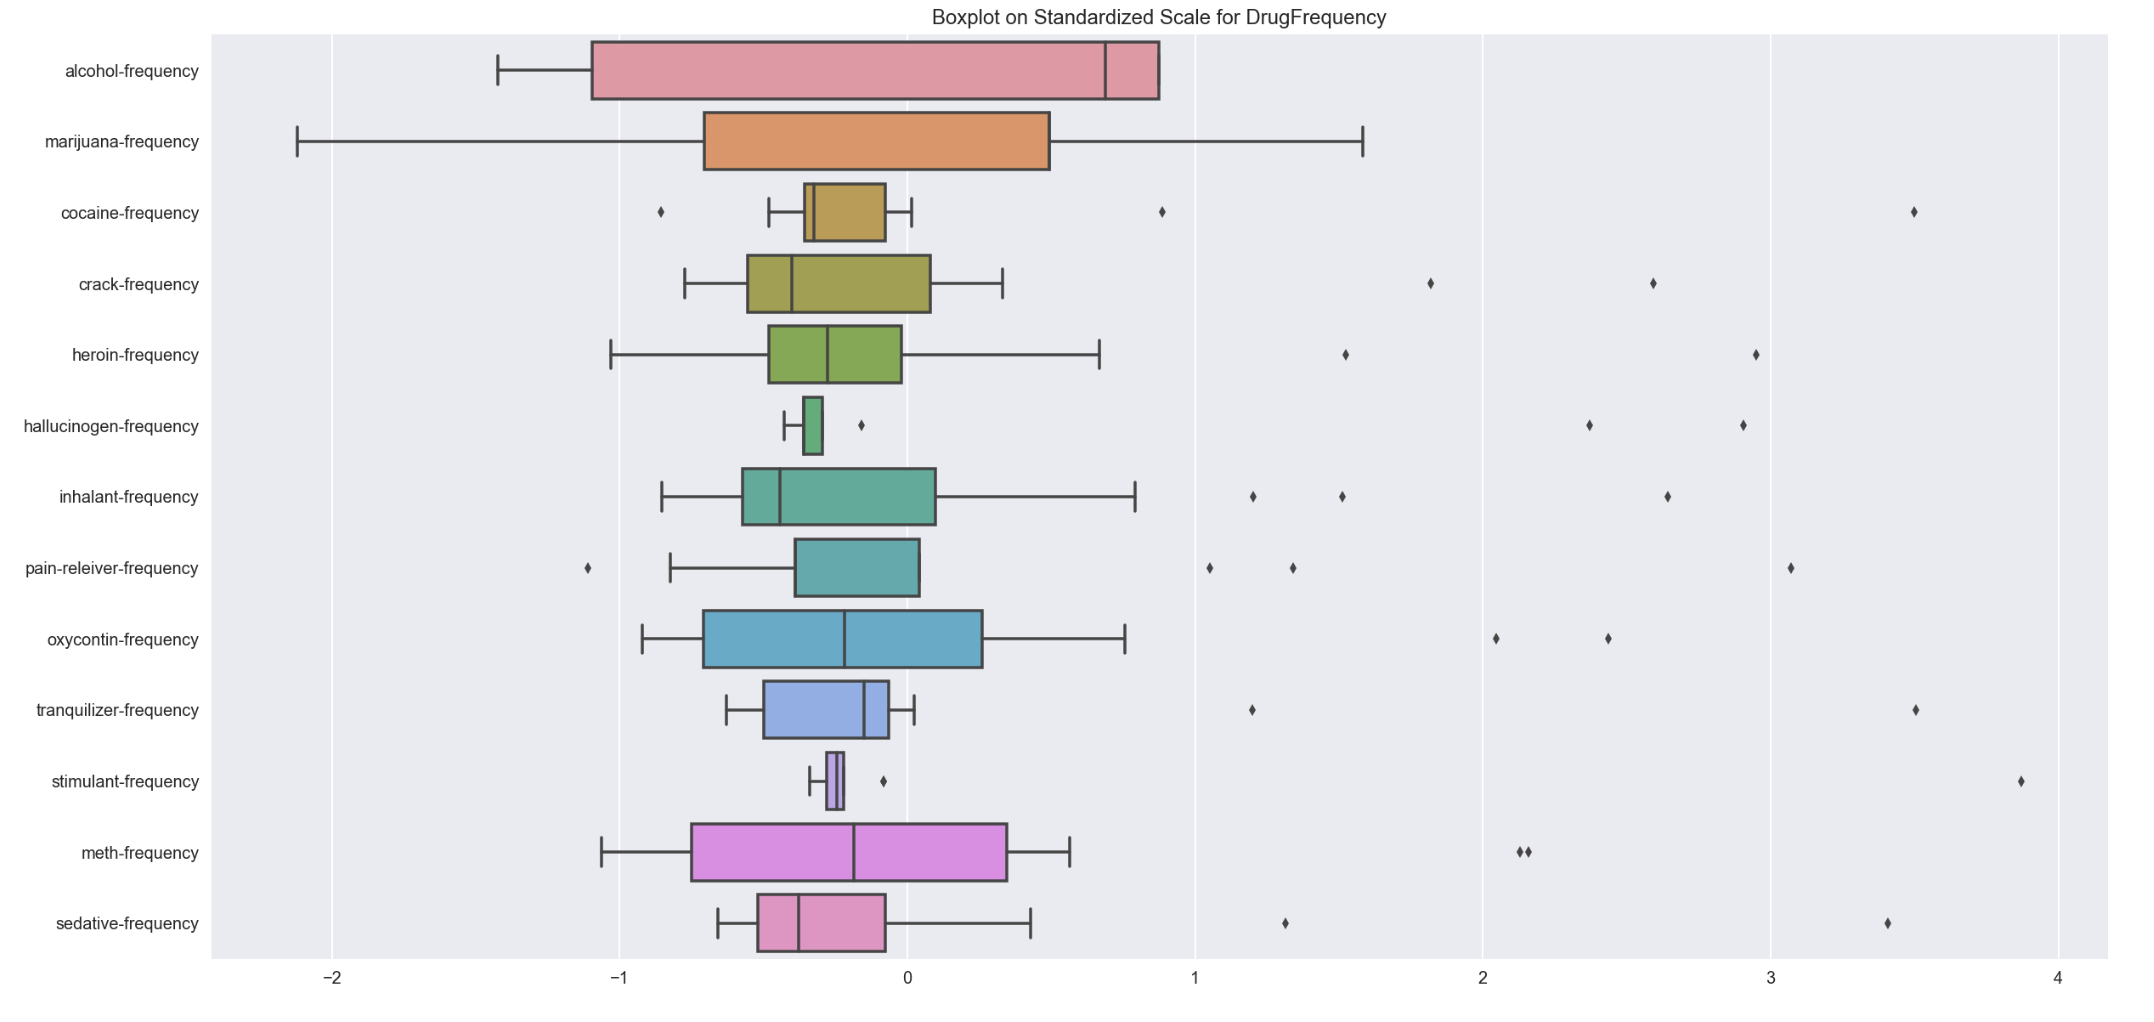 Boxplot on Standardized Scale for DrugFrequency
alcohol-frequency
marijuana-frequency
cocaine-frequency
crack-frequency
heroin-frequency
hallucinogen-frequency
inhalant-frequency
pain-releiver-frequency
oxycontin-frequency
tranquilizer-frequency
stimulant-frequency
meth-frequency
sedative-frequency
−2 −1 0 1 2 3 4